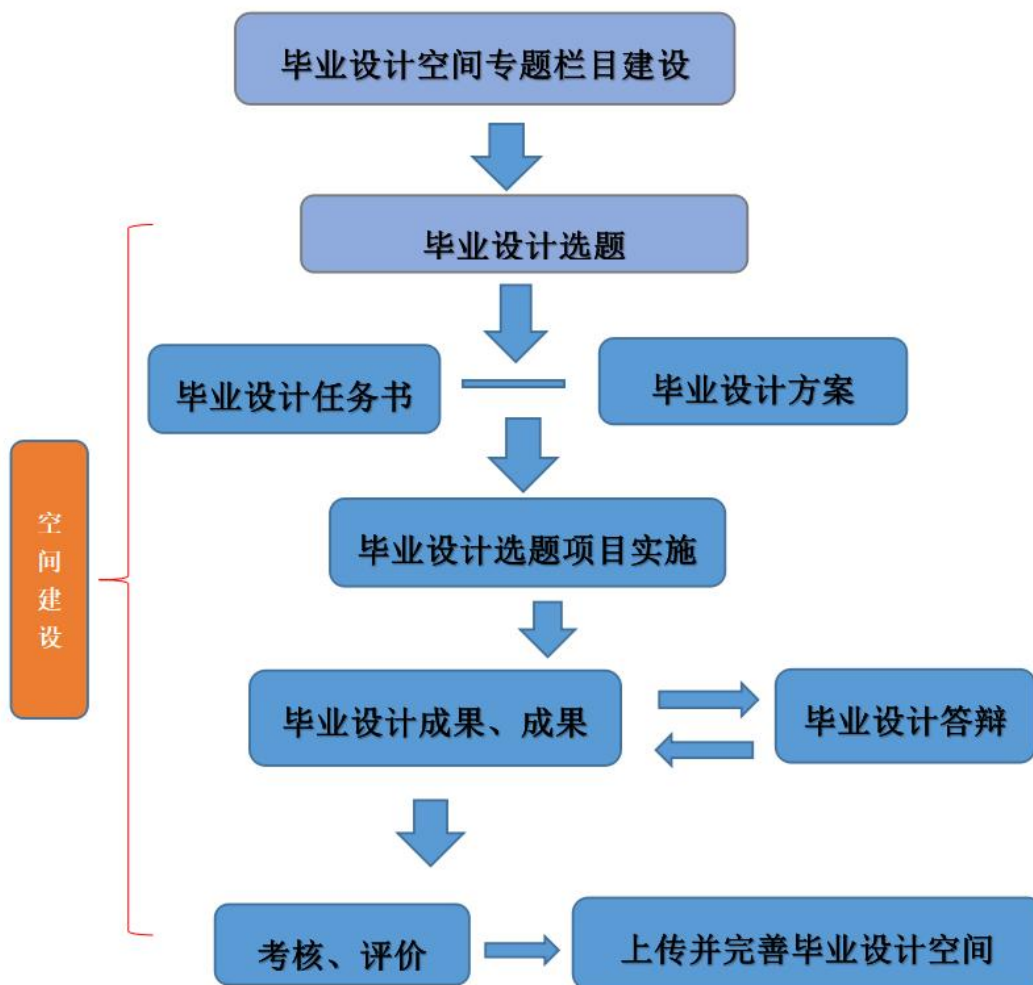 毕业设计空间专题栏目建设
毕业设计选题
毕业设计任务书
毕业设计方案
空间建设
毕业设计选题项目实施
毕业设计成果、成果
毕业设计答辩
考核、评价
上传并完善毕业设计空间